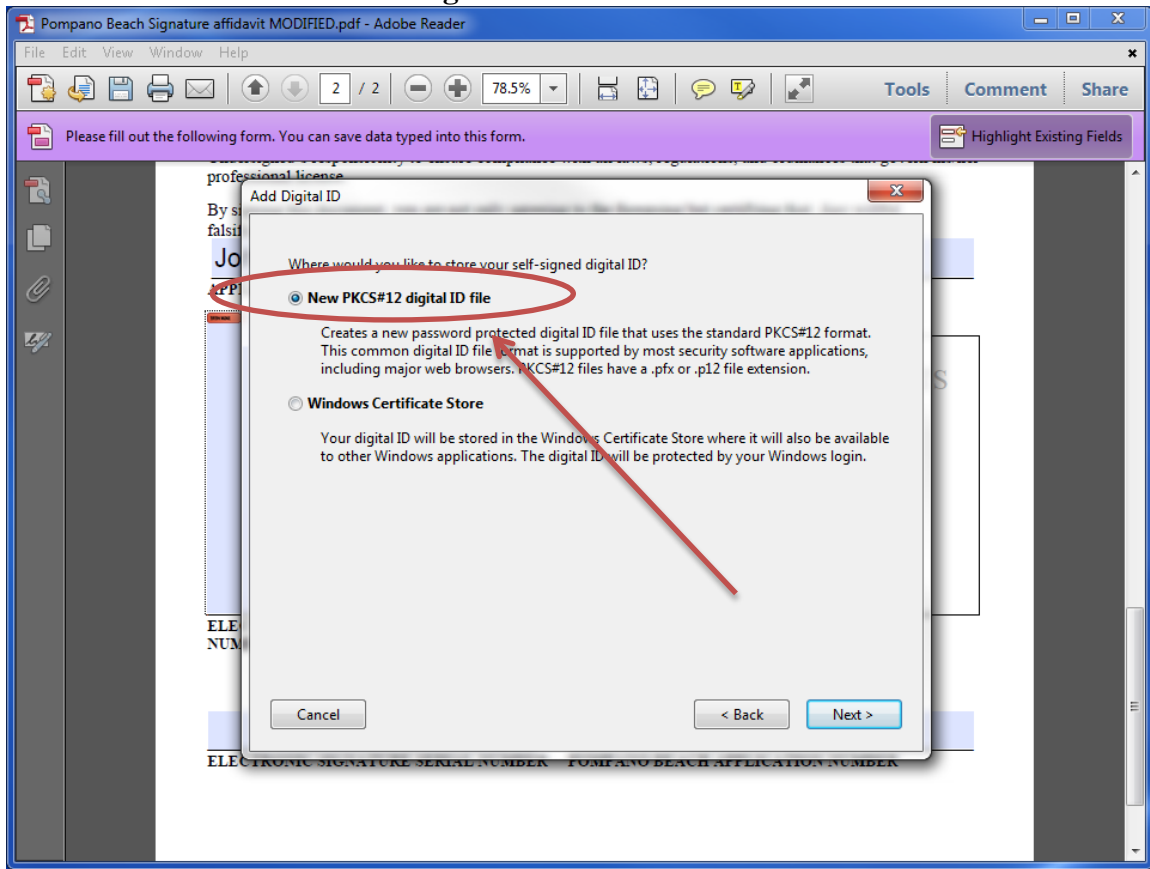 Pompano Beach Signature affidavit MODIFIED.pdf - Adobe Reader
File Edit View Window Help
2 / 2 78.5% Tools Comment Share
Please fill out the following form. You can save data typed into this form. Highlight Existing Fields
professional license
Add Digital ID
By
falsif
Jo
Where would you like to store your self-signed digital ID?
APP
New PKCS#12 digital ID file
Creates a new password protected digital ID file that uses the standard PKCS#12 format.
This common digital ID file format is supported by most security software applications,
including major web browsers. PKCS#12 files have a .pfx or .p12 file extension.
S
Windows Certificate Store
Your digital ID will be stored in the Windows Certificate Store where it will also be available
to other Windows applications. The digital ID will be protected by your Windows login.
ELE
NUM
Cancel < Back Next >
ELECTRONIC SIGNATURE SERIAL NUMBER POMPANO BEACH APPLICATION NUMBER